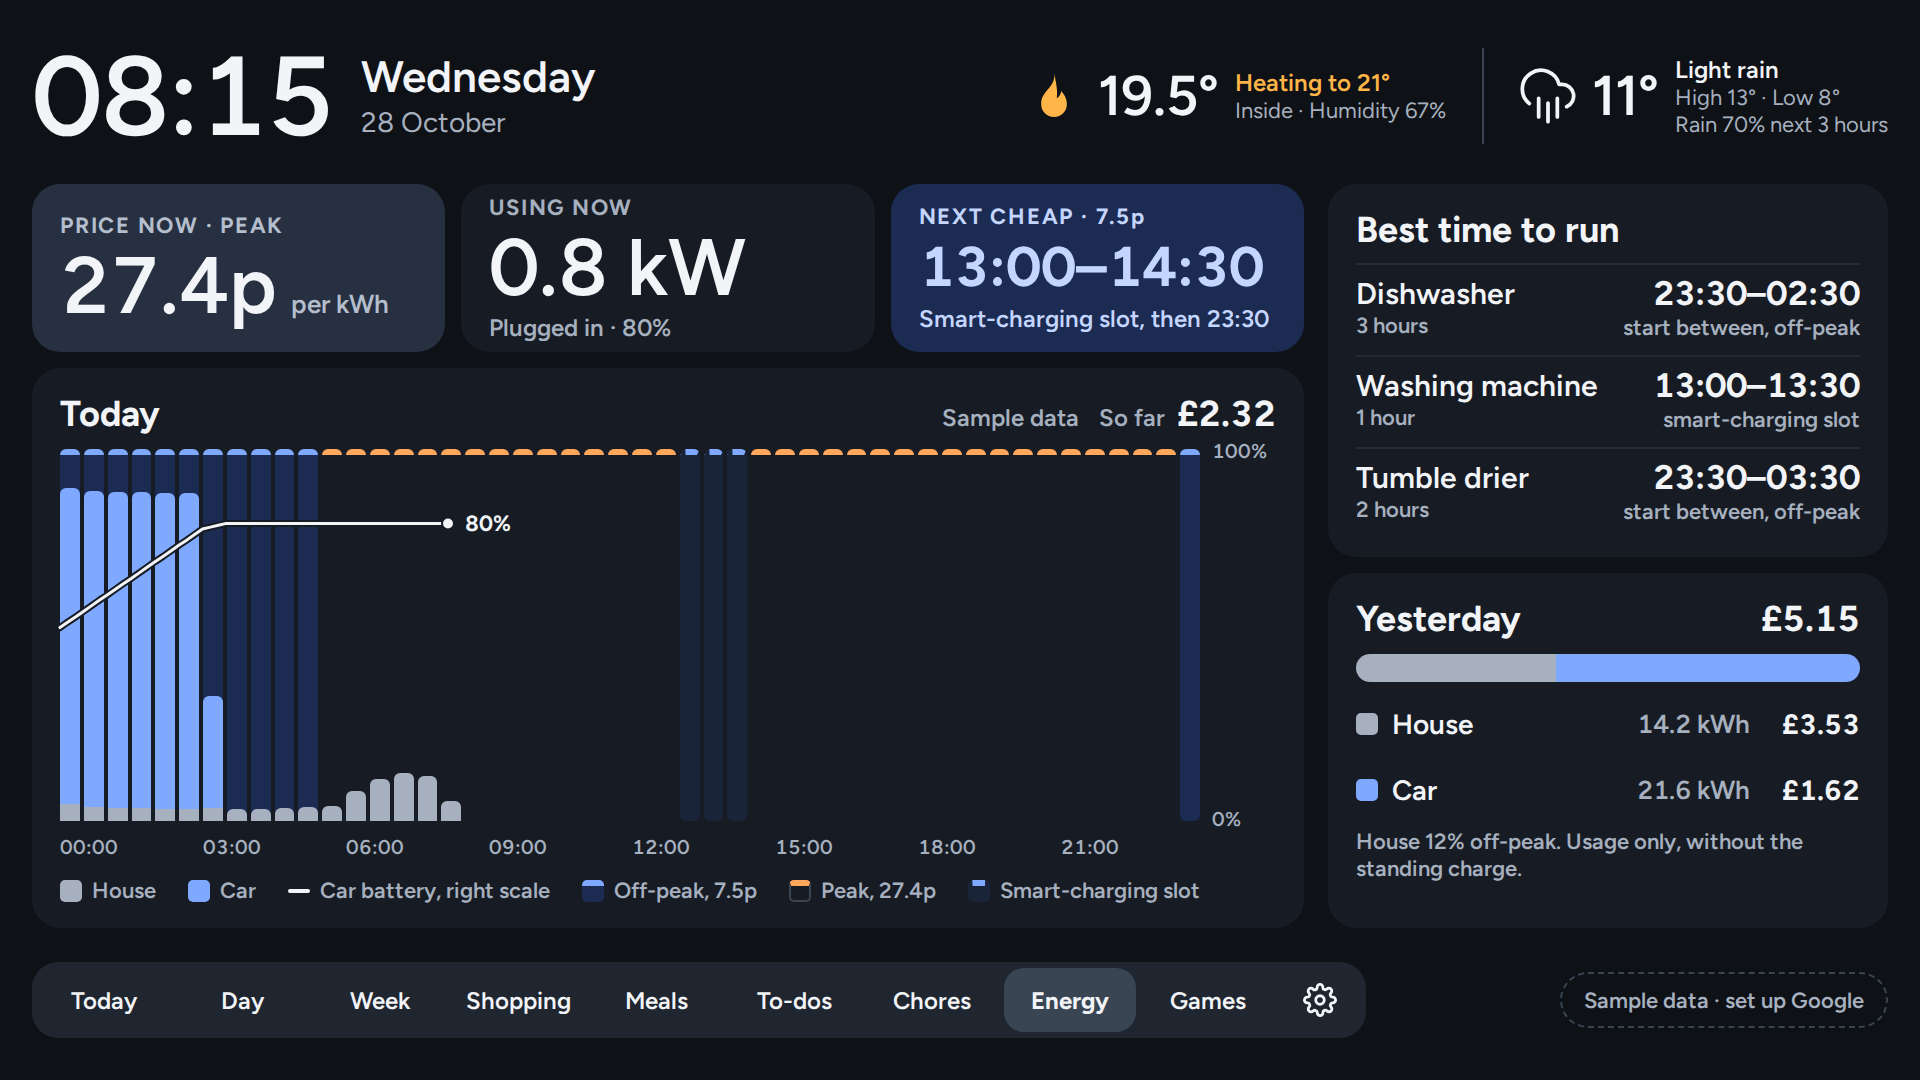 08:15
Wednesday
28 October
19.5°
Heating to 21°
Inside · Humidity 67%
11°
Light rain
High 13° · Low 8°
Rain 70% next 3 hours
PRICE NOW · PEAK
27.4p per kWh
USING NOW
0.8 kW
Plugged in · 80%
NEXT CHEAP · 7.5p
13:00–14:30
Smart-charging slot, then 23:30
Today
Sample data So far £2.32
100%
80%
0%
00:00 03:00 06:00 09:00 12:00 15:00 18:00 21:00
House Car Car battery, right scale Off-peak, 7.5p Peak, 27.4p Smart-charging slot
Best time to run
Dishwasher 23:30–02:30
3 hours start between, off-peak
Washing machine 13:00–13:30
1 hour smart-charging slot
Tumble drier 23:30–03:30
2 hours start between, off-peak
Yesterday £5.15
House 14.2 kWh £3.53
Car 21.6 kWh £1.62
House 12% off-peak. Usage only, without the
standing charge.
Today Day Week Shopping Meals To-dos Chores Energy Games
Sample data · set up Google